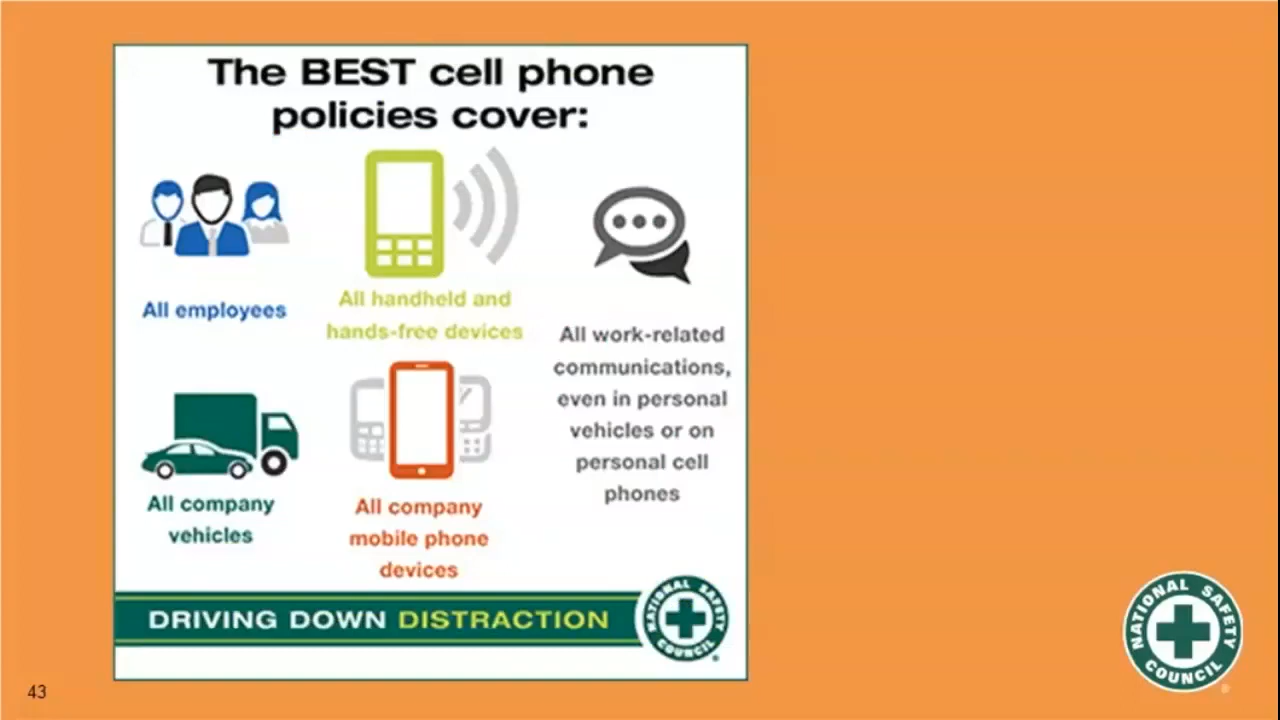 The BEST cell phone
policies cover:
All employees
All handheld and
hands-free devices
All work-related
communications,
even in personal
vehicles or on
personal cell
phones
All company
vehicles
All company
mobile phone
devices
DRIVING DOWN DISTRACTION
NATIONAL SAFETY COUNCIL
®
NATIONAL SAFETY COUNCIL
®
43